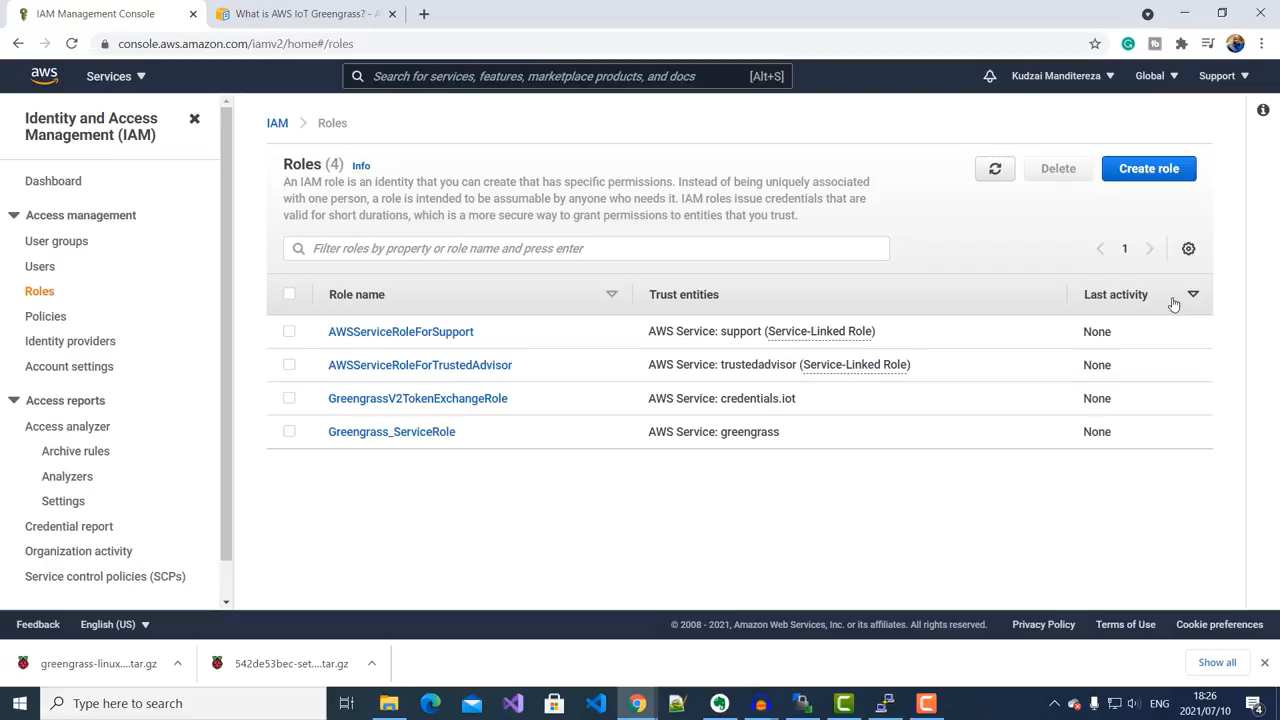 IAM Management Console
What is AWS IoT Greengrass? - A
console.aws.amazon.com/iamv2/home#/roles
aws
Services
Search for services, features, marketplace products, and docs
[Alt+S]
Kudzai Manditereza
Global
Support
Identity and Access
Management (IAM)
Dashboard
Access management
User groups
Users
Roles
Policies
Identity providers
Account settings
Access reports
Access analyzer
Archive rules
Analyzers
Settings
Credential report
Organization activity
Service control policies (SCPs)
IAM
Roles
Roles (4) Info
An IAM role is an identity that you can create that has specific permissions. Instead of being uniquely associated
with one person, a role is intended to be assumable by anyone who needs it. IAM roles issue credentials that are
valid for short durations, which is a more secure way to grant permissions to entities that you trust.
Delete
Create role
Filter roles by property or role name and press enter
1
Role name
Trust entities
Last activity
AWSServiceRoleForSupport
AWS Service: support (Service-Linked Role)
None
AWSServiceRoleForTrustedAdvisor
AWS Service: trustedadvisor (Service-Linked Role)
None
GreengrassV2TokenExchangeRole
AWS Service: credentials.iot
None
Greengrass_ServiceRole
AWS Service: greengrass
None
Feedback
English (US)
© 2008 - 2021, Amazon Web Services, Inc. or its affiliates. All rights reserved.
Privacy Policy
Terms of Use
Cookie preferences
greengrass-linux....tar.gz
542de53bec-set....tar.gz
Show all
Type here to search
ENG
18:26
2021/07/10
4